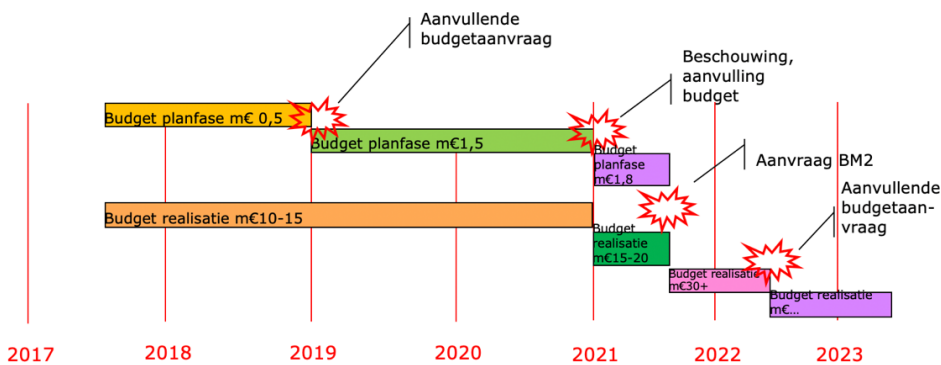 Aanvullende
budgetaanvraag
Beschouwing,
aanvulling
budget
Budget planfase m€ 0,5
Budget planfase m€1,5
Budget
planfase
m€1,8
Aanvraag BM2
Aanvullende
budgetaan-
vraag
Budget realisatie m€10-15
Budget
realisatie
m€15-20
Budget realisatie
m€30+
Budget realisatie
m€...
2017
2018
2019
2020
2021
2022
2023